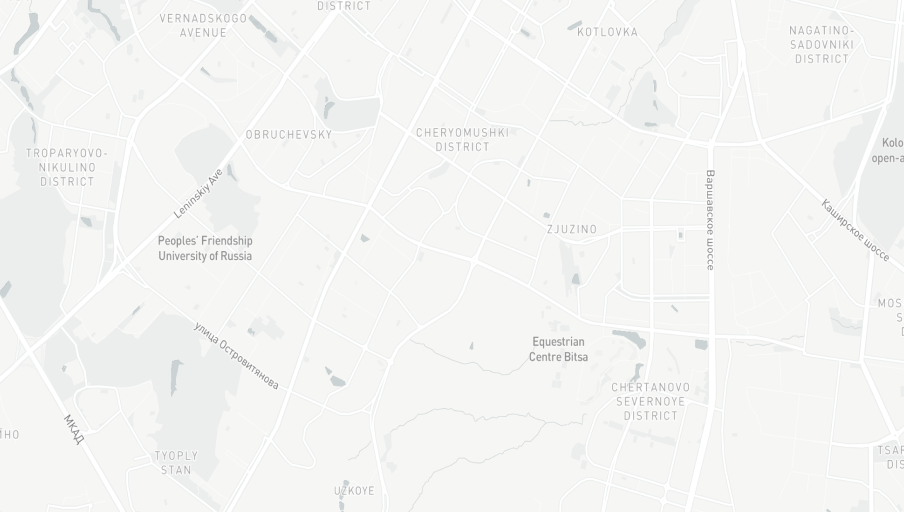 DISTRICT
VERNADSKOGO
AVENUE
KOTLOVKA
NAGATINO-
SADOVNIKI
DISTRICT
OBRUCHEVSKY
CHERYOMUSHKI
DISTRICT
Kolo
open-a
TROPARYOVO-
NIKULINO
DISTRICT
Leninskiy Ave
Варшавское шоссе
Каширское шоссе
Peoples' Friendship
University of Russia
ZJUZINO
MOS
S
D
улица Островитянова
Equestrian
Centre Bitsa
CHERTANOVO
SEVERNOYE
DISTRICT
МКАД
ЙНО
TYOPLY
STAN
TSAR
DIS
UZKOYE